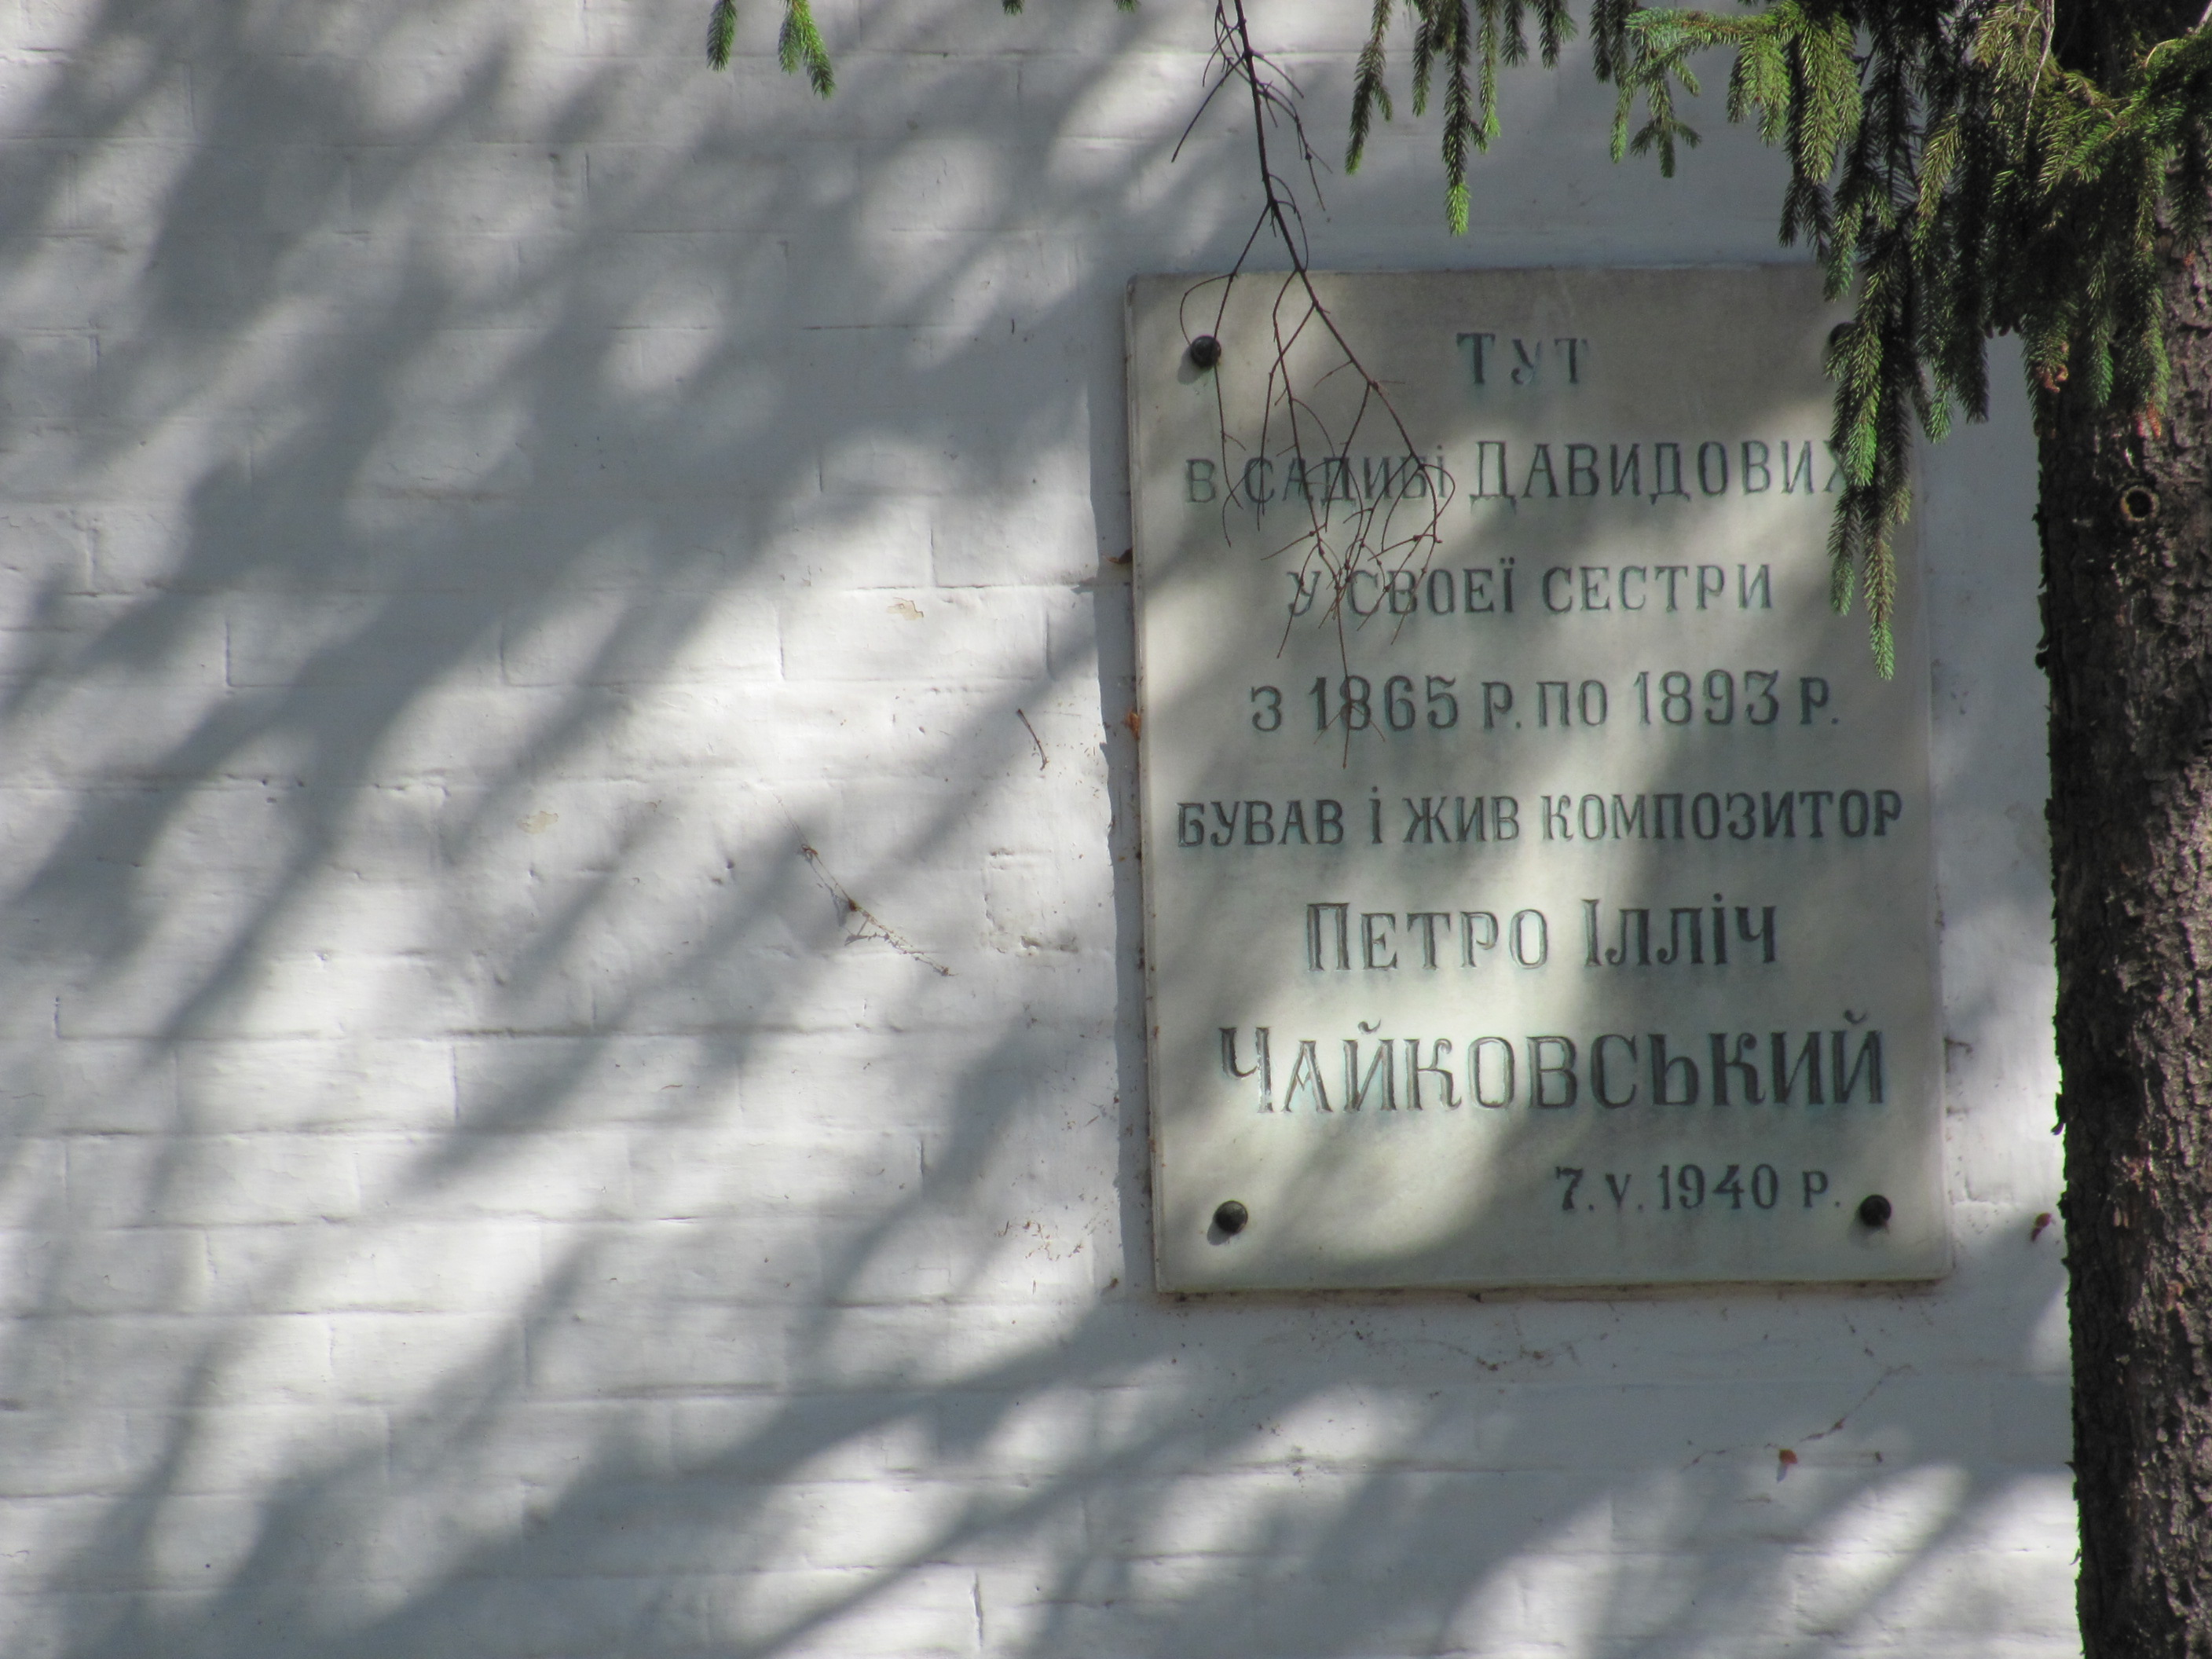 Тут
в садибі Давидових
у своеї сестри
з 1865 р. по 1893 р.
бував і жив композитор
Петро Ілліч
Чайковський
7.V.1940 р.